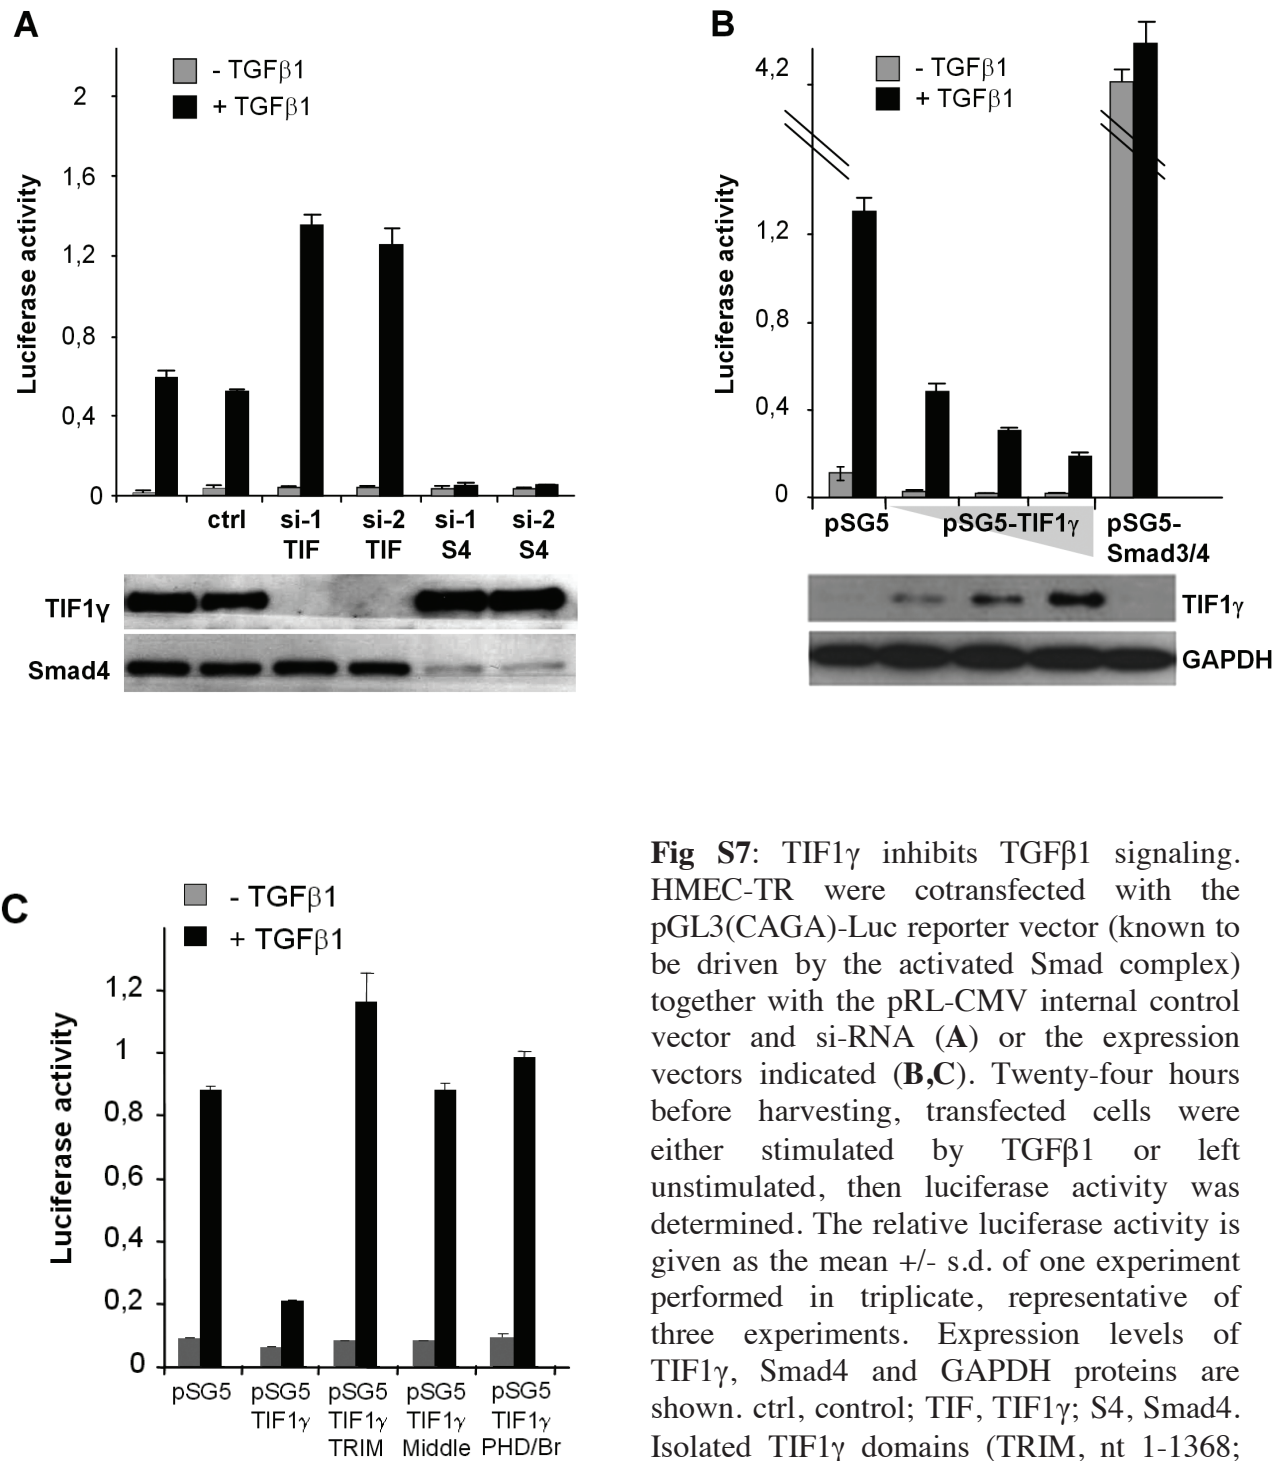 A
- TGFβ1
+ TGFβ1
Luciferase activity
2
1,6
1,2
0,8
0,4
0
ctrl
si-1
TIF
si-2
TIF
si-1
S4
si-2
S4
TIF1γ
Smad4
B
- TGFβ1
+ TGFβ1
Luciferase activity
4,2
1,2
0,8
0,4
0
pSG5
pSG5-TIF1γ
pSG5-
Smad3/4
TIF1γ
GAPDH
C
- TGFβ1
+ TGFβ1
Luciferase activity
1,2
1
0,8
0,6
0,4
0,2
0
pSG5
pSG5
TIF1γ
pSG5
TIF1γ
TRIM
pSG5
TIF1γ
Middle
pSG5
TIF1γ
PHD/Br
Fig S7: TIF1γ inhibits TGFβ1 signaling.
HMEC-TR were cotransfected with the
pGL3(CAGA)-Luc reporter vector (known to
be driven by the activated Smad complex)
together with the pRL-CMV internal control
vector and si-RNA (A) or the expression
vectors indicated (B,C). Twenty-four hours
before harvesting, transfected cells were
either stimulated by TGFβ1 or left
unstimulated, then luciferase activity was
determined. The relative luciferase activity is
given as the mean +/- s.d. of one experiment
performed in triplicate, representative of
three experiments. Expression levels of
TIF1γ, Smad4 and GAPDH proteins are
shown. ctrl, control; TIF, TIF1γ; S4, Smad4.
Isolated TIF1γ domains (TRIM, nt 1-1368;